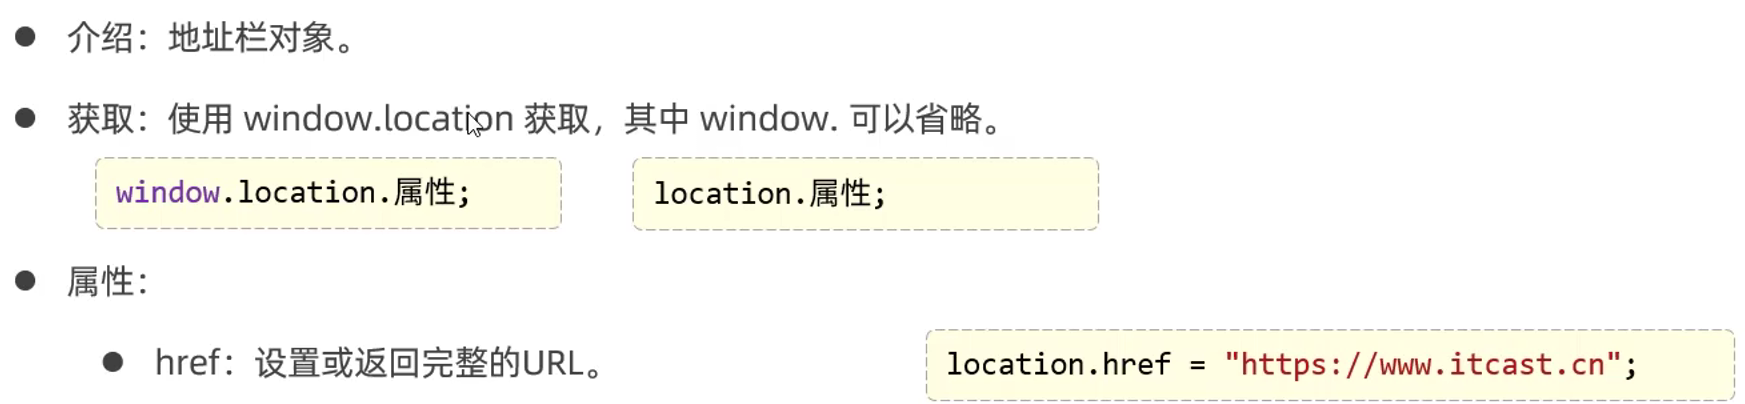 介绍：地址栏对象。
获取：使用 window.location 获取，其中 window. 可以省略。
window.location.属性;
location.属性;
属性：
href：设置或返回完整的URL。
location.href = "https://www.itcast.cn";